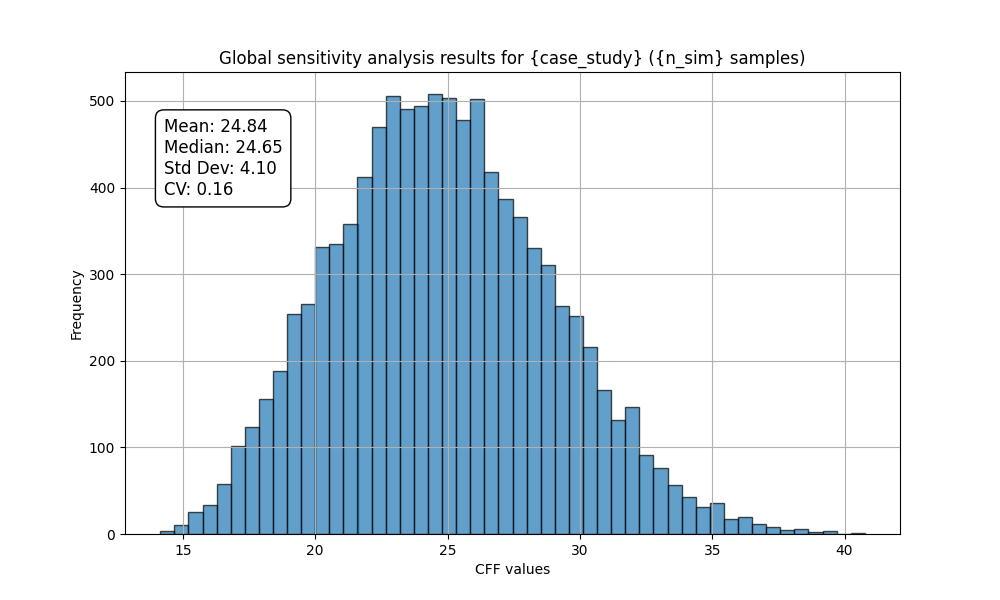 Global sensitivity analysis results for {case_study} ({n_sim} samples)
Mean: 24.84
Median: 24.65
Std Dev: 4.10
CV: 0.16
Frequency
500
400
300
200
100
0
15 20 25 30 35 40
CFF values